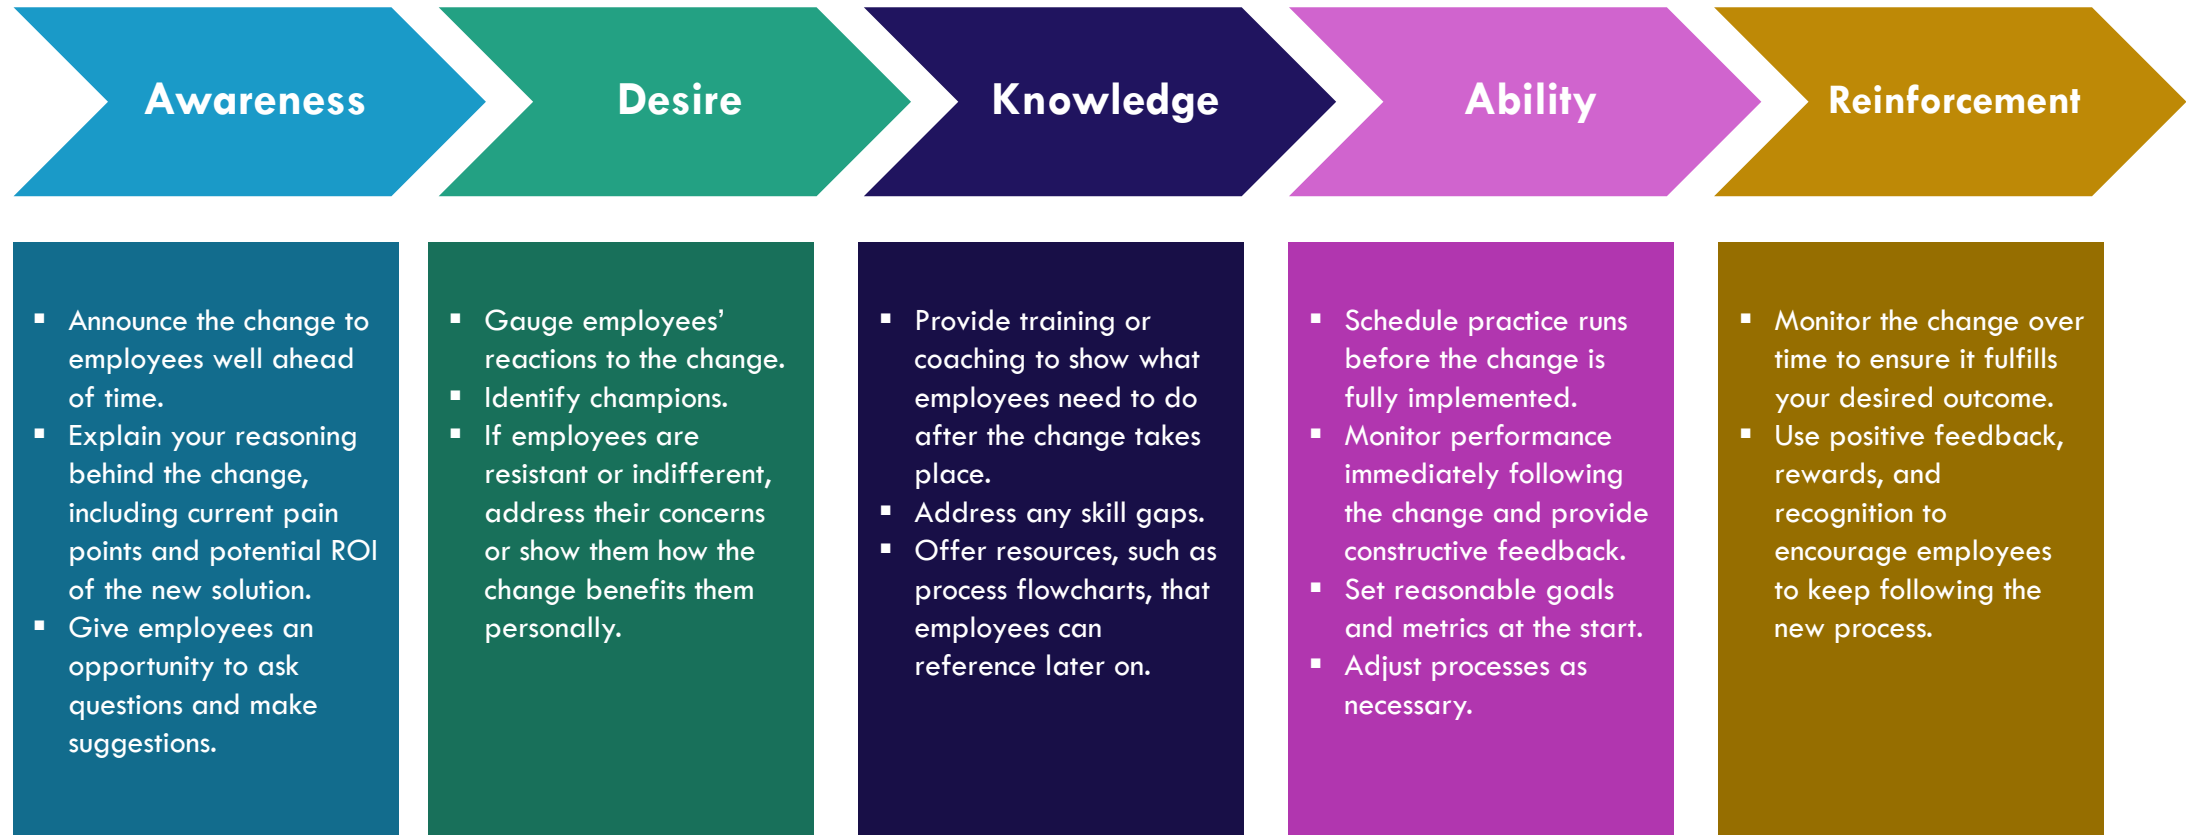 Awareness
Desire
Knowledge
Ability
Reinforcement
▪ Announce the change to
employees well ahead
of time.
▪ Explain your reasoning
behind the change,
including current pain
points and potential ROI
of the new solution.
▪ Give employees an
opportunity to ask
questions and make
suggestions.
▪ Gauge employees’
reactions to the change.
▪ Identify champions.
▪ If employees are
resistant or indifferent,
address their concerns
or show them how the
change benefits them
personally.
▪ Provide training or
coaching to show what
employees need to do
after the change takes
place.
▪ Address any skill gaps.
▪ Offer resources, such as
process flowcharts, that
employees can
reference later on.
▪ Schedule practice runs
before the change is
fully implemented.
▪ Monitor performance
immediately following
the change and provide
constructive feedback.
▪ Set reasonable goals
and metrics at the start.
▪ Adjust processes as
necessary.
▪ Monitor the change over
time to ensure it fulfills
your desired outcome.
▪ Use positive feedback,
rewards, and
recognition to
encourage employees
to keep following the
new process.